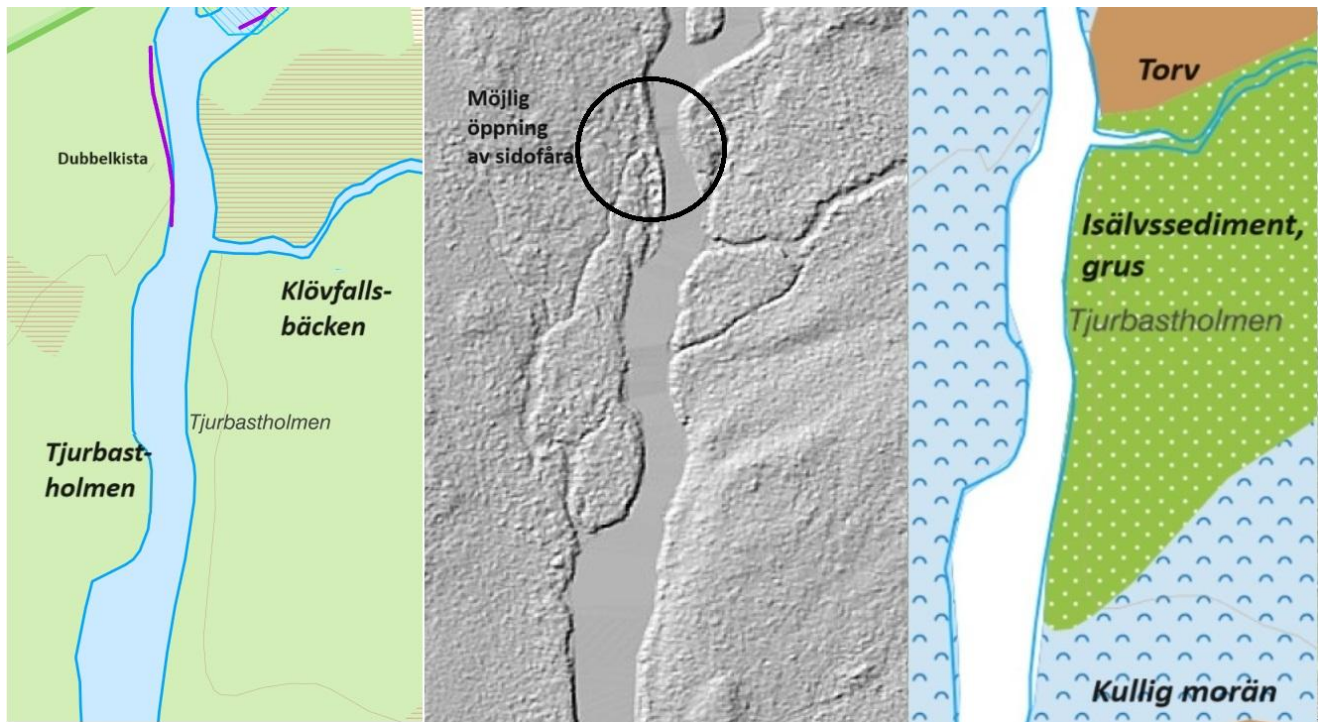 Dubbelkista
Klövfalls-
bäcken
Tjurbastholmen
Tjurbast-
holmen
Möjlig
öppning
av sidofåra
Torv
Isälvssediment,
grus
Tjurbastholmen
Kullig morän